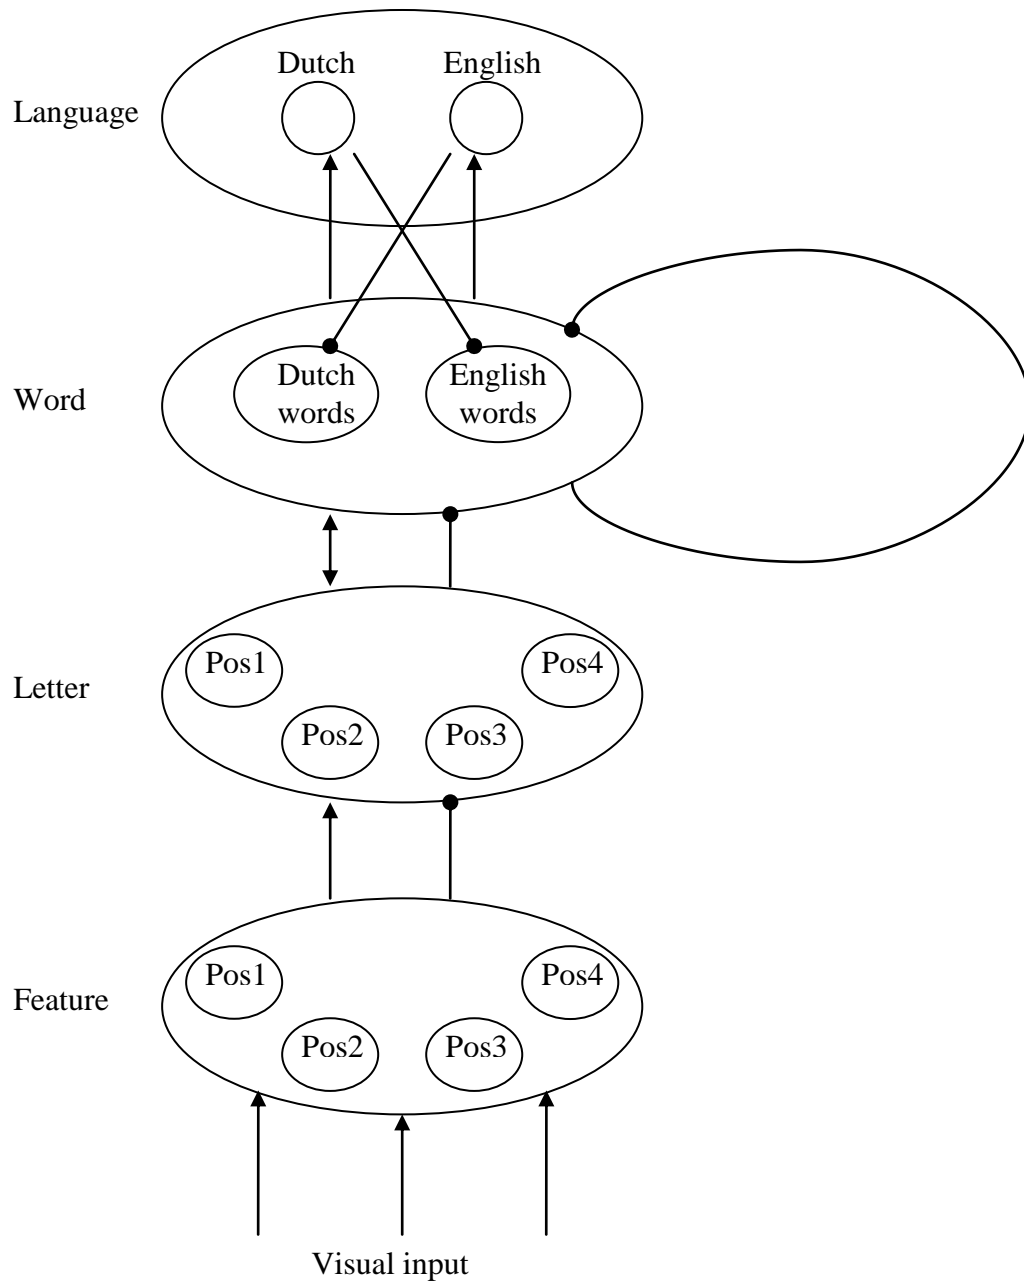 Dutch English
Language
Word
Dutch words
English words
Letter
Pos1 Pos4
Pos2 Pos3
Feature
Pos1 Pos4
Pos2 Pos3
Visual input